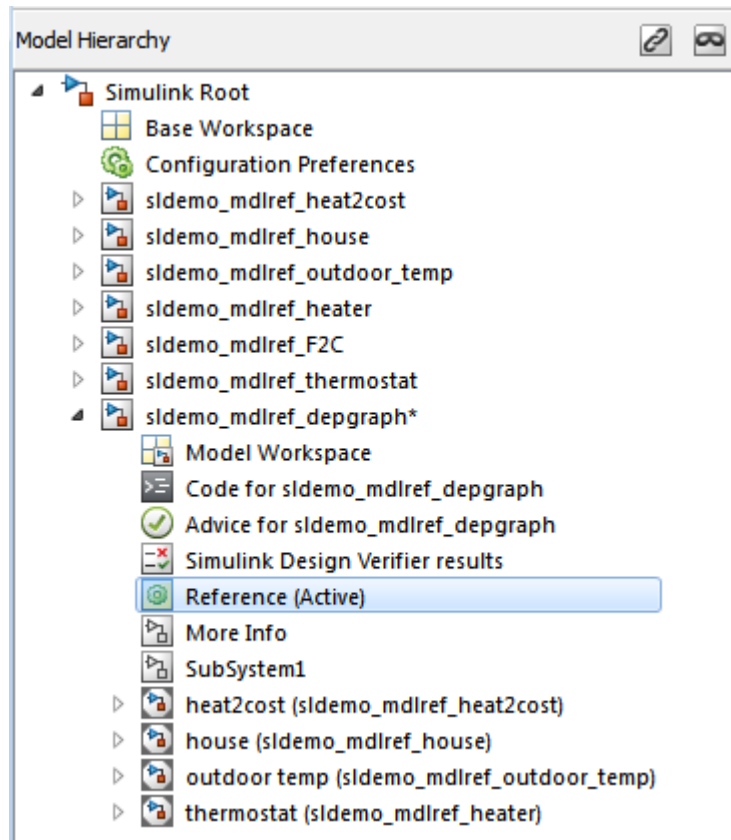 Model Hierarchy
Simulink Root
Base Workspace
Configuration Preferences
sldemo_mdlref_heat2cost
sldemo_mdlref_house
sldemo_mdlref_outdoor_temp
sldemo_mdlref_heater
sldemo_mdlref_F2C
sldemo_mdlref_thermostat
sldemo_mdlref_depgraph*
Model Workspace
Code for sldemo_mdlref_depgraph
Advice for sldemo_mdlref_depgraph
Simulink Design Verifier results
Reference (Active)
More Info
SubSystem1
heat2cost (sldemo_mdlref_heat2cost)
house (sldemo_mdlref_house)
outdoor temp (sldemo_mdlref_outdoor_temp)
thermostat (sldemo_mdlref_heater)